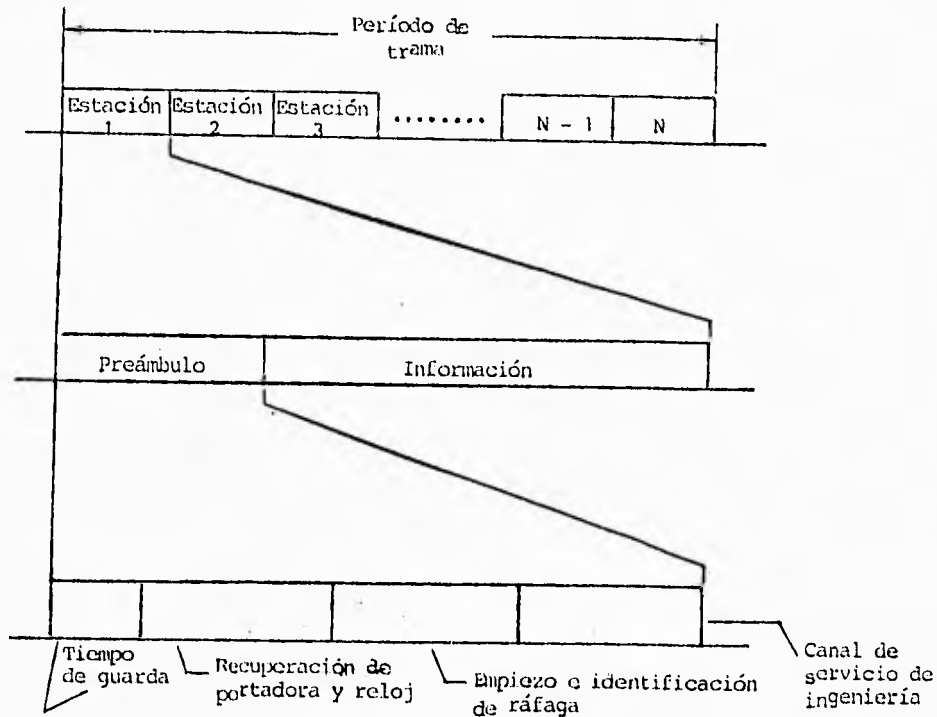 Período de
trama
Estación
1
Estación
2
Estación
3
........
N - 1
N
Preámbulo
Información
Tiempo
de guarda
Recuperación de
portadora y reloj
Empiezo e identificación
de ráfaga
Canal de
servicio de
ingeniería